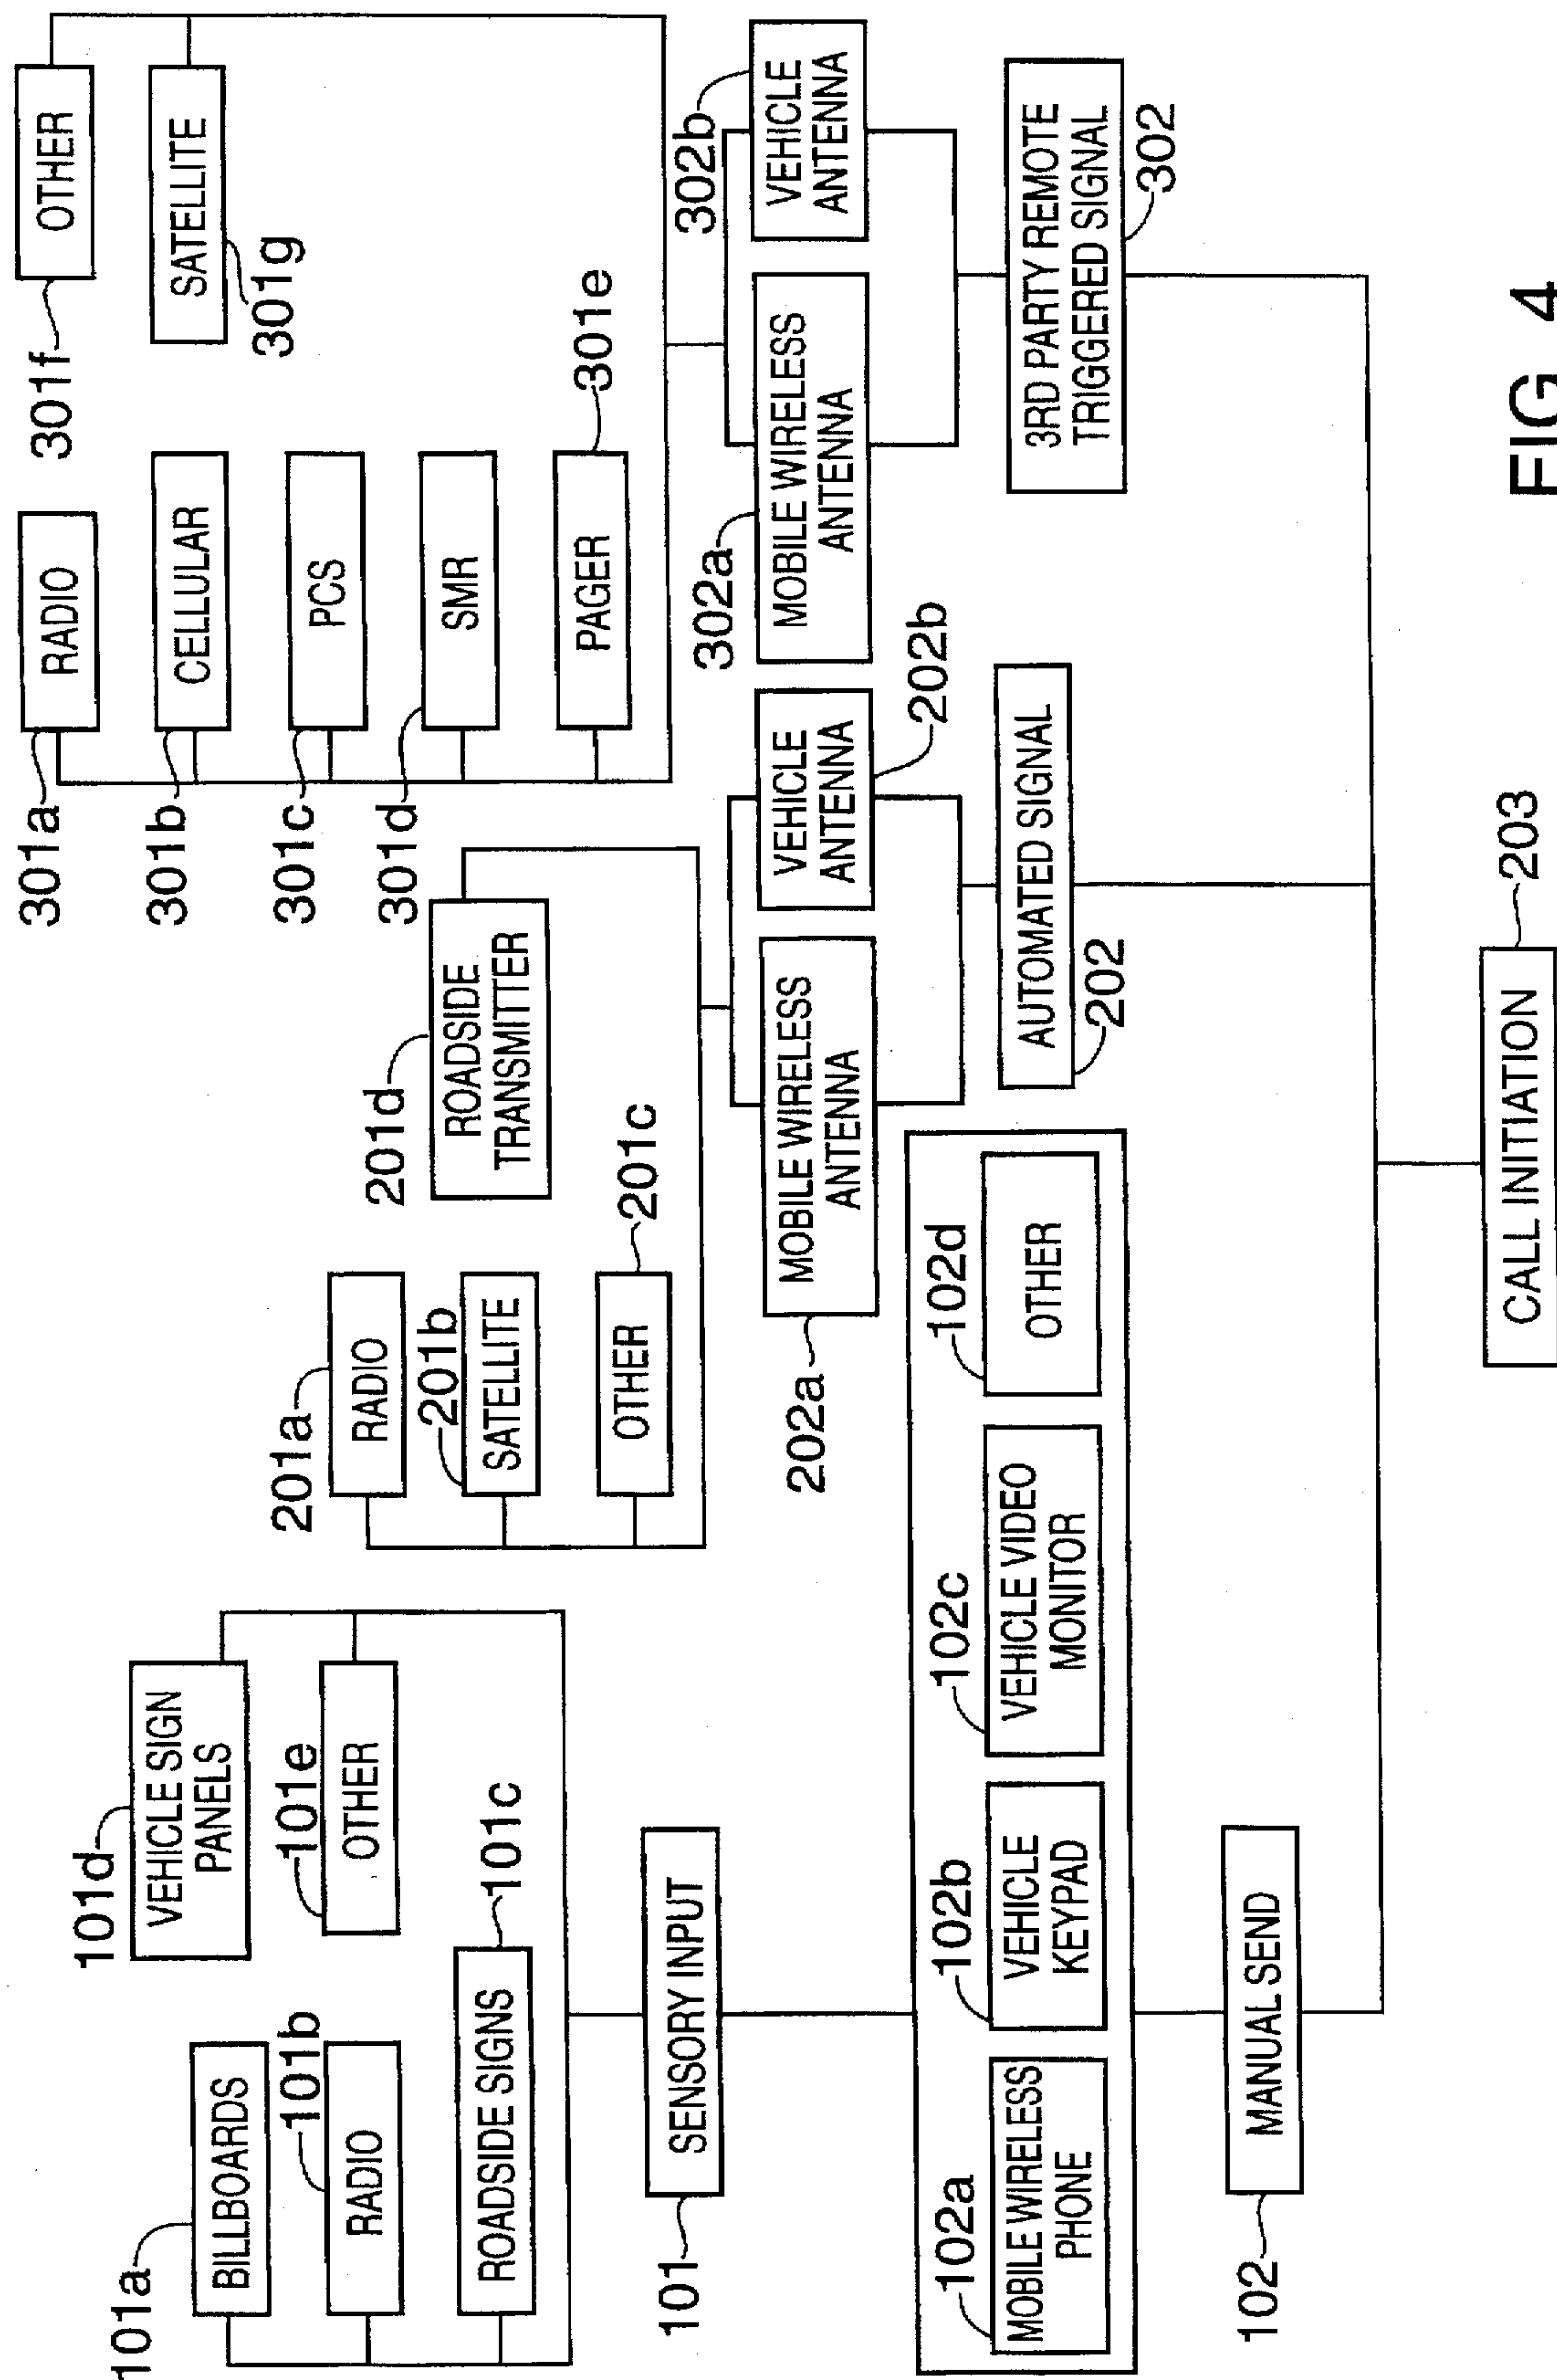 101a
BILLBOARDS
101b
RADIO
ROADSIDE SIGNS
101c
101d
VEHICLE SIGN
PANELS
101e
OTHER
101
SENSORY INPUT
102a
MOBILE WIRELESS
PHONE
102b
VEHICLE
KEYPAD
102c
VEHICLE VIDEO
MONITOR
102d
OTHER
102
MANUAL SEND
201a
RADIO
201b
SATELLITE
OTHER
201c
201d
ROADSIDE
TRANSMITTER
202a
MOBILE WIRELESS
ANTENNA
VEHICLE
ANTENNA
202b
AUTOMATED SIGNAL
202
301a
RADIO
301b
CELLULAR
301c
PCS
301d
SMR
PAGER
301e
301f
OTHER
SATELLITE
301g
302a
MOBILE WIRELESS
ANTENNA
302b
VEHICLE
ANTENNA
3RD PARTY REMOTE
TRIGGERED SIGNAL
302
CALL INITIATION
203
FIG. 4